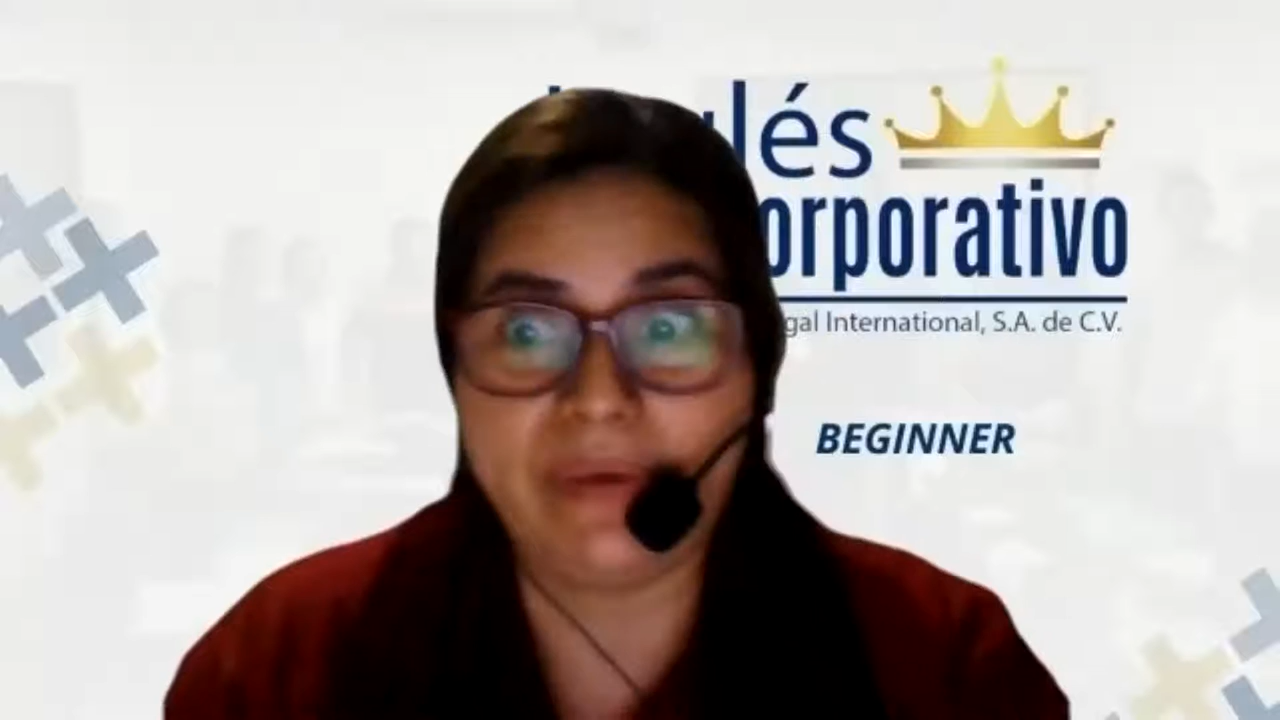 lés
orporativo
gal International, S.A. de C.V.
BEGINNER